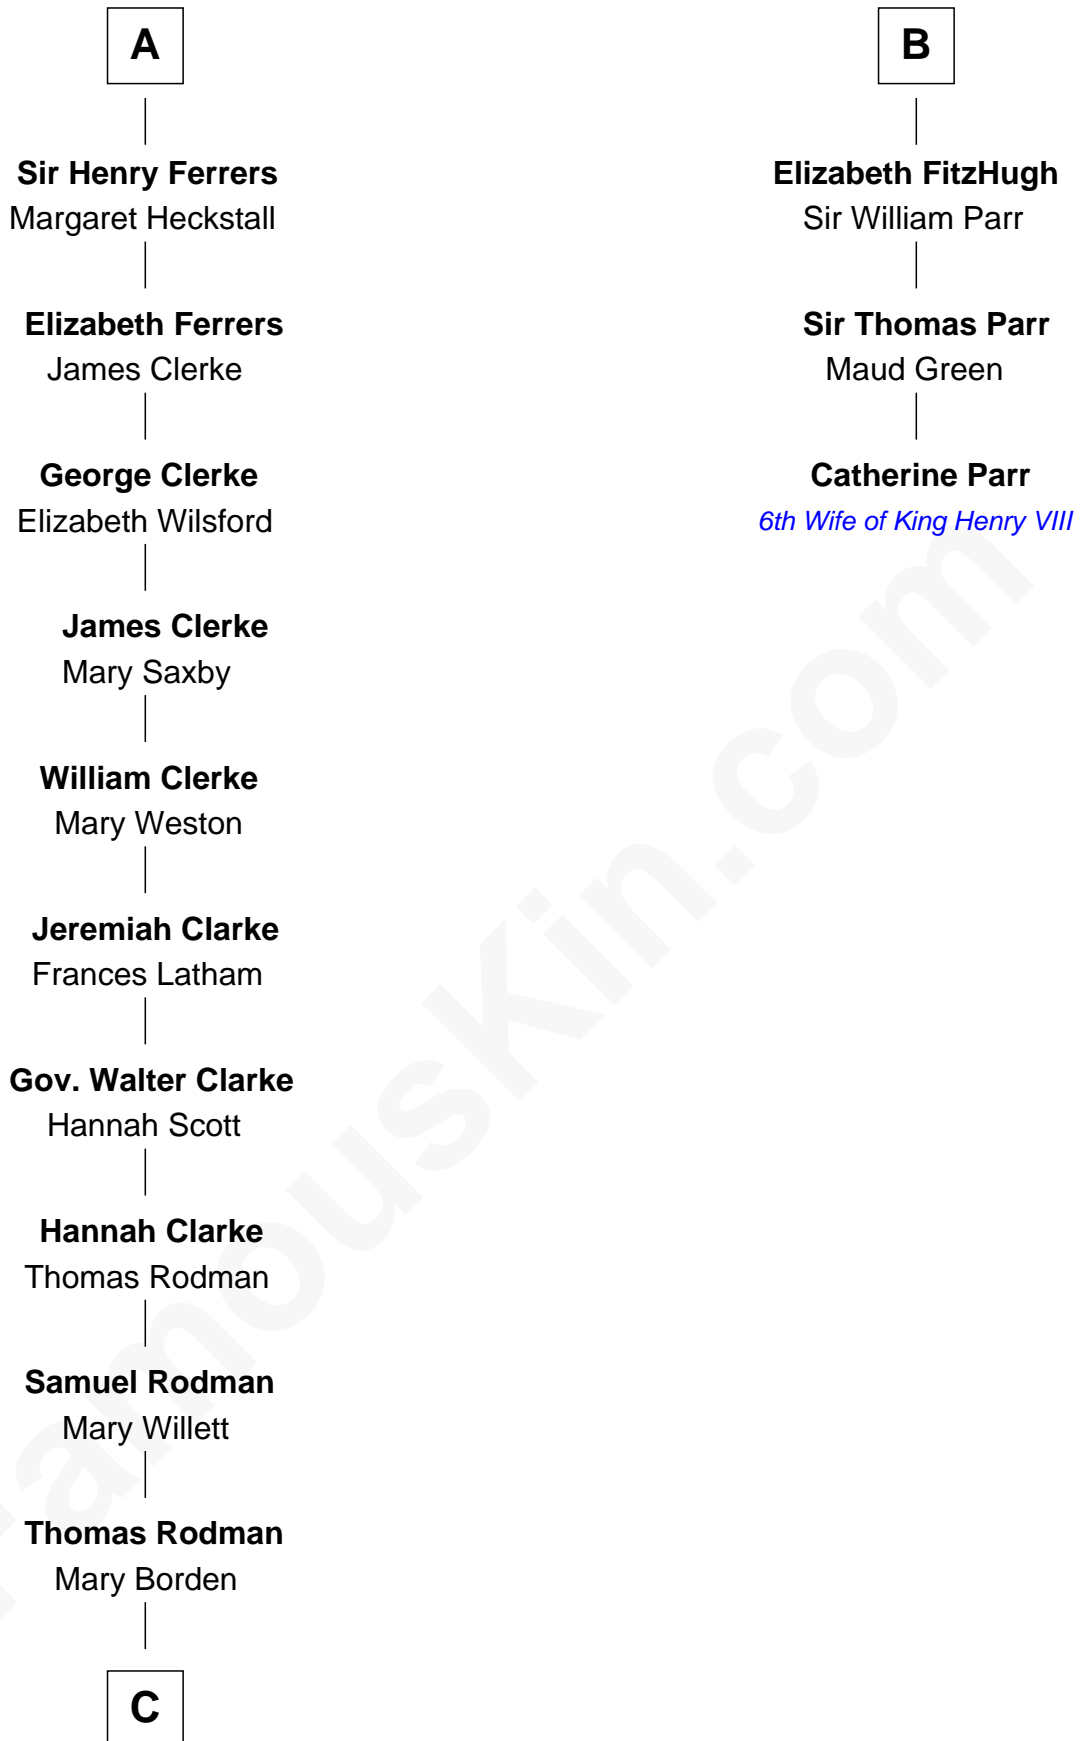 A
Sir Henry Ferrers
Margaret Heckstall
Elizabeth Ferrers
James Clerke
George Clerke
Elizabeth Wilsford
James Clerke
Mary Saxby
William Clerke
Mary Weston
Jeremiah Clarke
Frances Latham
Gov. Walter Clarke
Hannah Scott
Hannah Clarke
Thomas Rodman
Samuel Rodman
Mary Willett
Thomas Rodman
Mary Borden
C
B
Elizabeth FitzHugh
Sir William Parr
Sir Thomas Parr
Maud Green
Catherine Parr
6th Wife of King Henry VIII
FamousKin.com